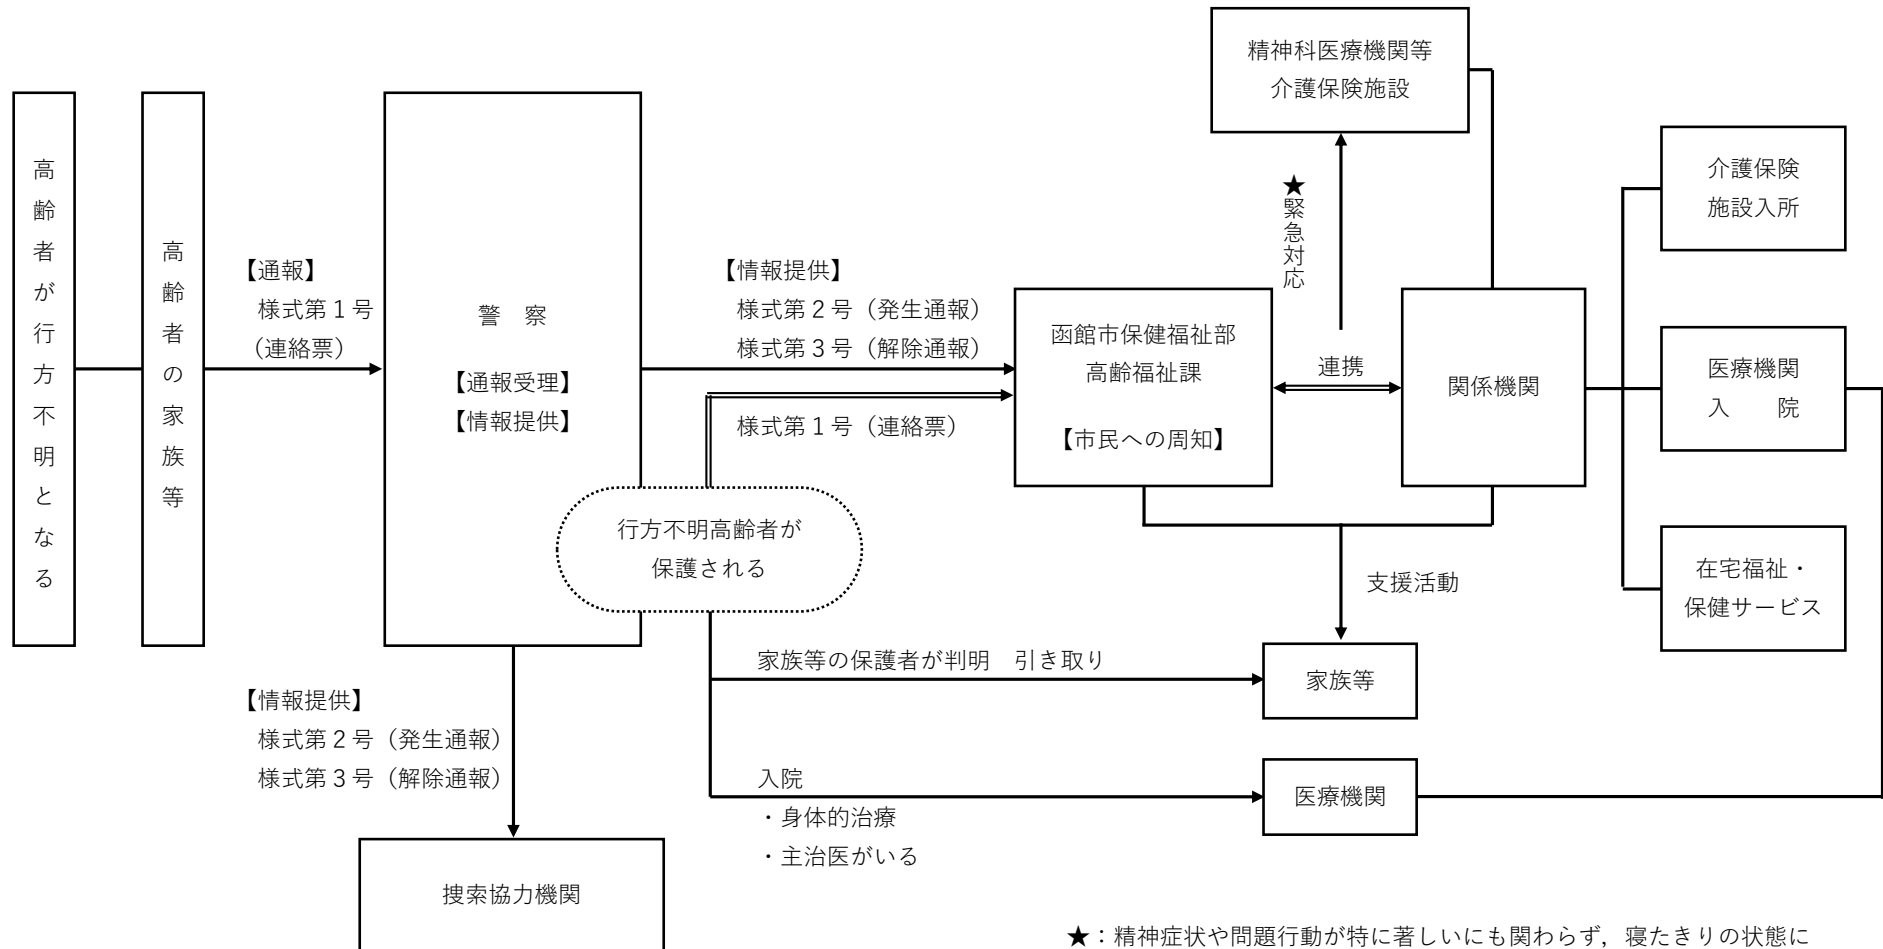 高齢者が行方不明となる
高齢者の家族等
【通報】
様式第１号
（連絡票）
警　察
【通報受理】
【情報提供】
【情報提供】
様式第２号（発生通報）
様式第３号（解除通報）
様式第１号（連絡票）
函館市保健福祉部
高齢福祉課
【市民への周知】
精神科医療機関等
介護保険施設
★緊急対応
連携
関係機関
介護保険
施設入所
医療機関
入　　院
在宅福祉・
保健サービス
行方不明高齢者が
保護される
支援活動
家族等の保護者が判明　引き取り
家族等
【情報提供】
様式第２号（発生通報）
様式第３号（解除通報）
入院
・身体的治療
・主治医がいる
医療機関
捜索協力機関
★：精神症状や問題行動が特に著しいにも関わらず，寝たきりの状態に